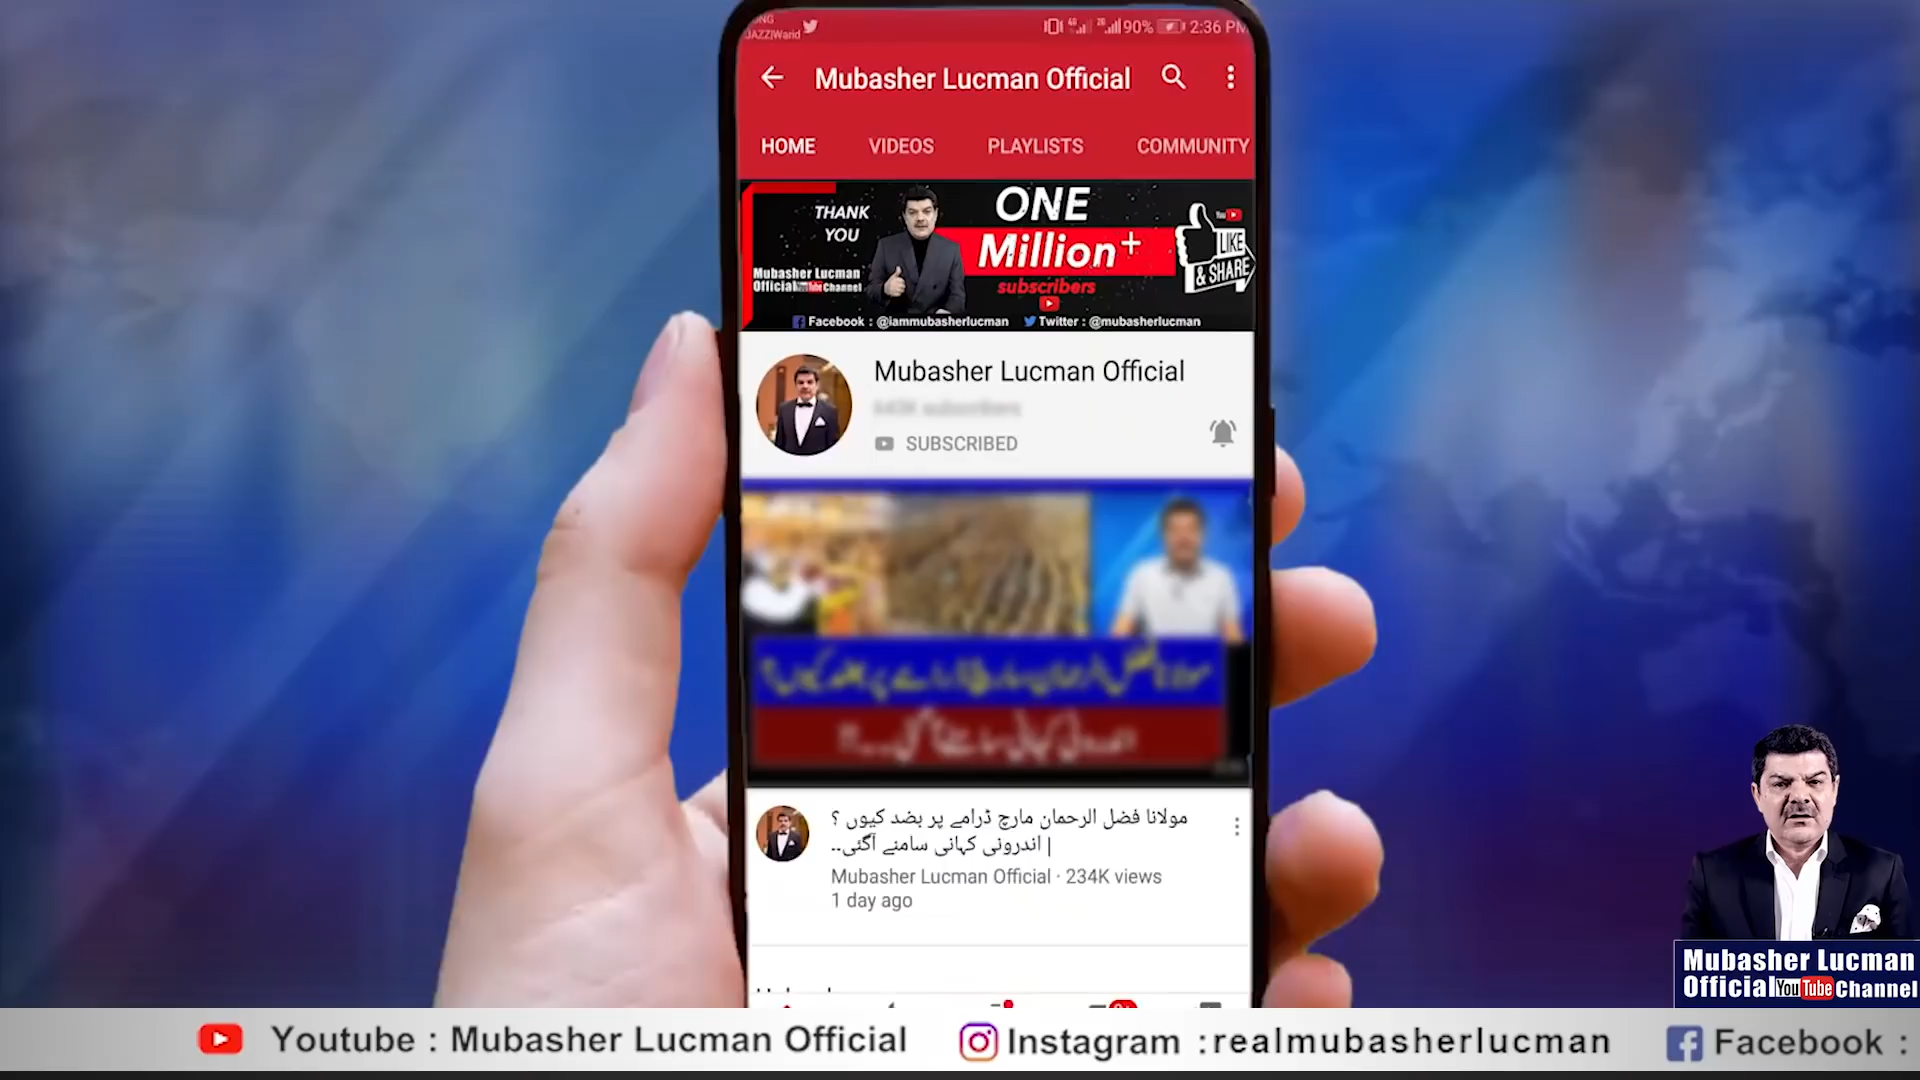 JAZZ|Warid
90% 2:36 PM
Mubasher Lucman Official
HOME VIDEOS PLAYLISTS COMMUNITY
THANK YOU
ONE
Million+
subscribers
Mubasher Lucman
Official YouTube Channel
YouTube
LIKE
& SHARE
Facebook : @iammubasherlucman Twitter : @mubasherlucman
Mubasher Lucman Official
SUBSCRIBED
مولانا فضل الرحمان مارچ ڈرامے پر بضد کیوں ؟
| اندرونی کہانی سامنے آگئی..
Mubasher Lucman Official · 234K views
1 day ago
Mubasher Lucman
Official YouTube Channel
Youtube : Mubasher Lucman Official Instagram :realmubasherlucman Facebook :